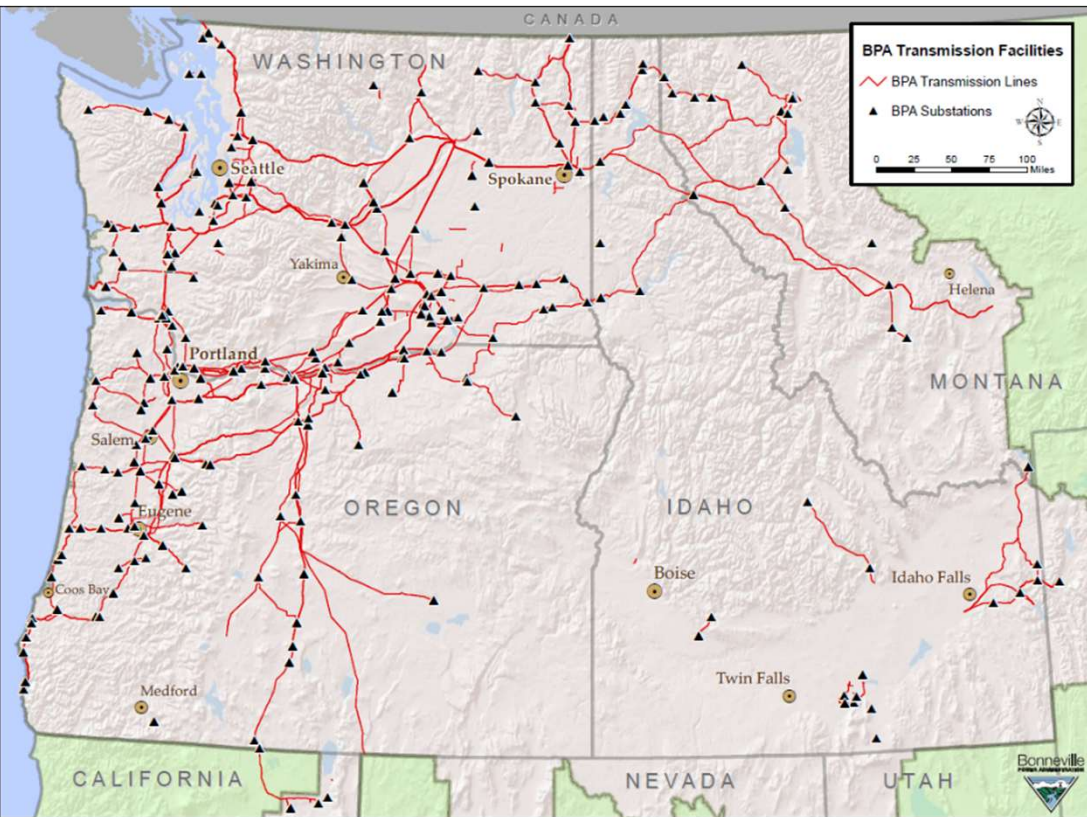 CANADA
WASHINGTON
BPA Transmission Facilities
BPA Transmission Lines
BPA Substations
N
W E
S
0 25 50 75 100
Miles
Seattle
Spokane
Yakima
Helena
Portland
MONTANA
Salem
OREGON
IDAHO
Eugene
Boise
Idaho Falls
Coos Bay
Twin Falls
Medford
CALIFORNIA
NEVADA
UTAH
Bonneville
POWER ADMINISTRATION